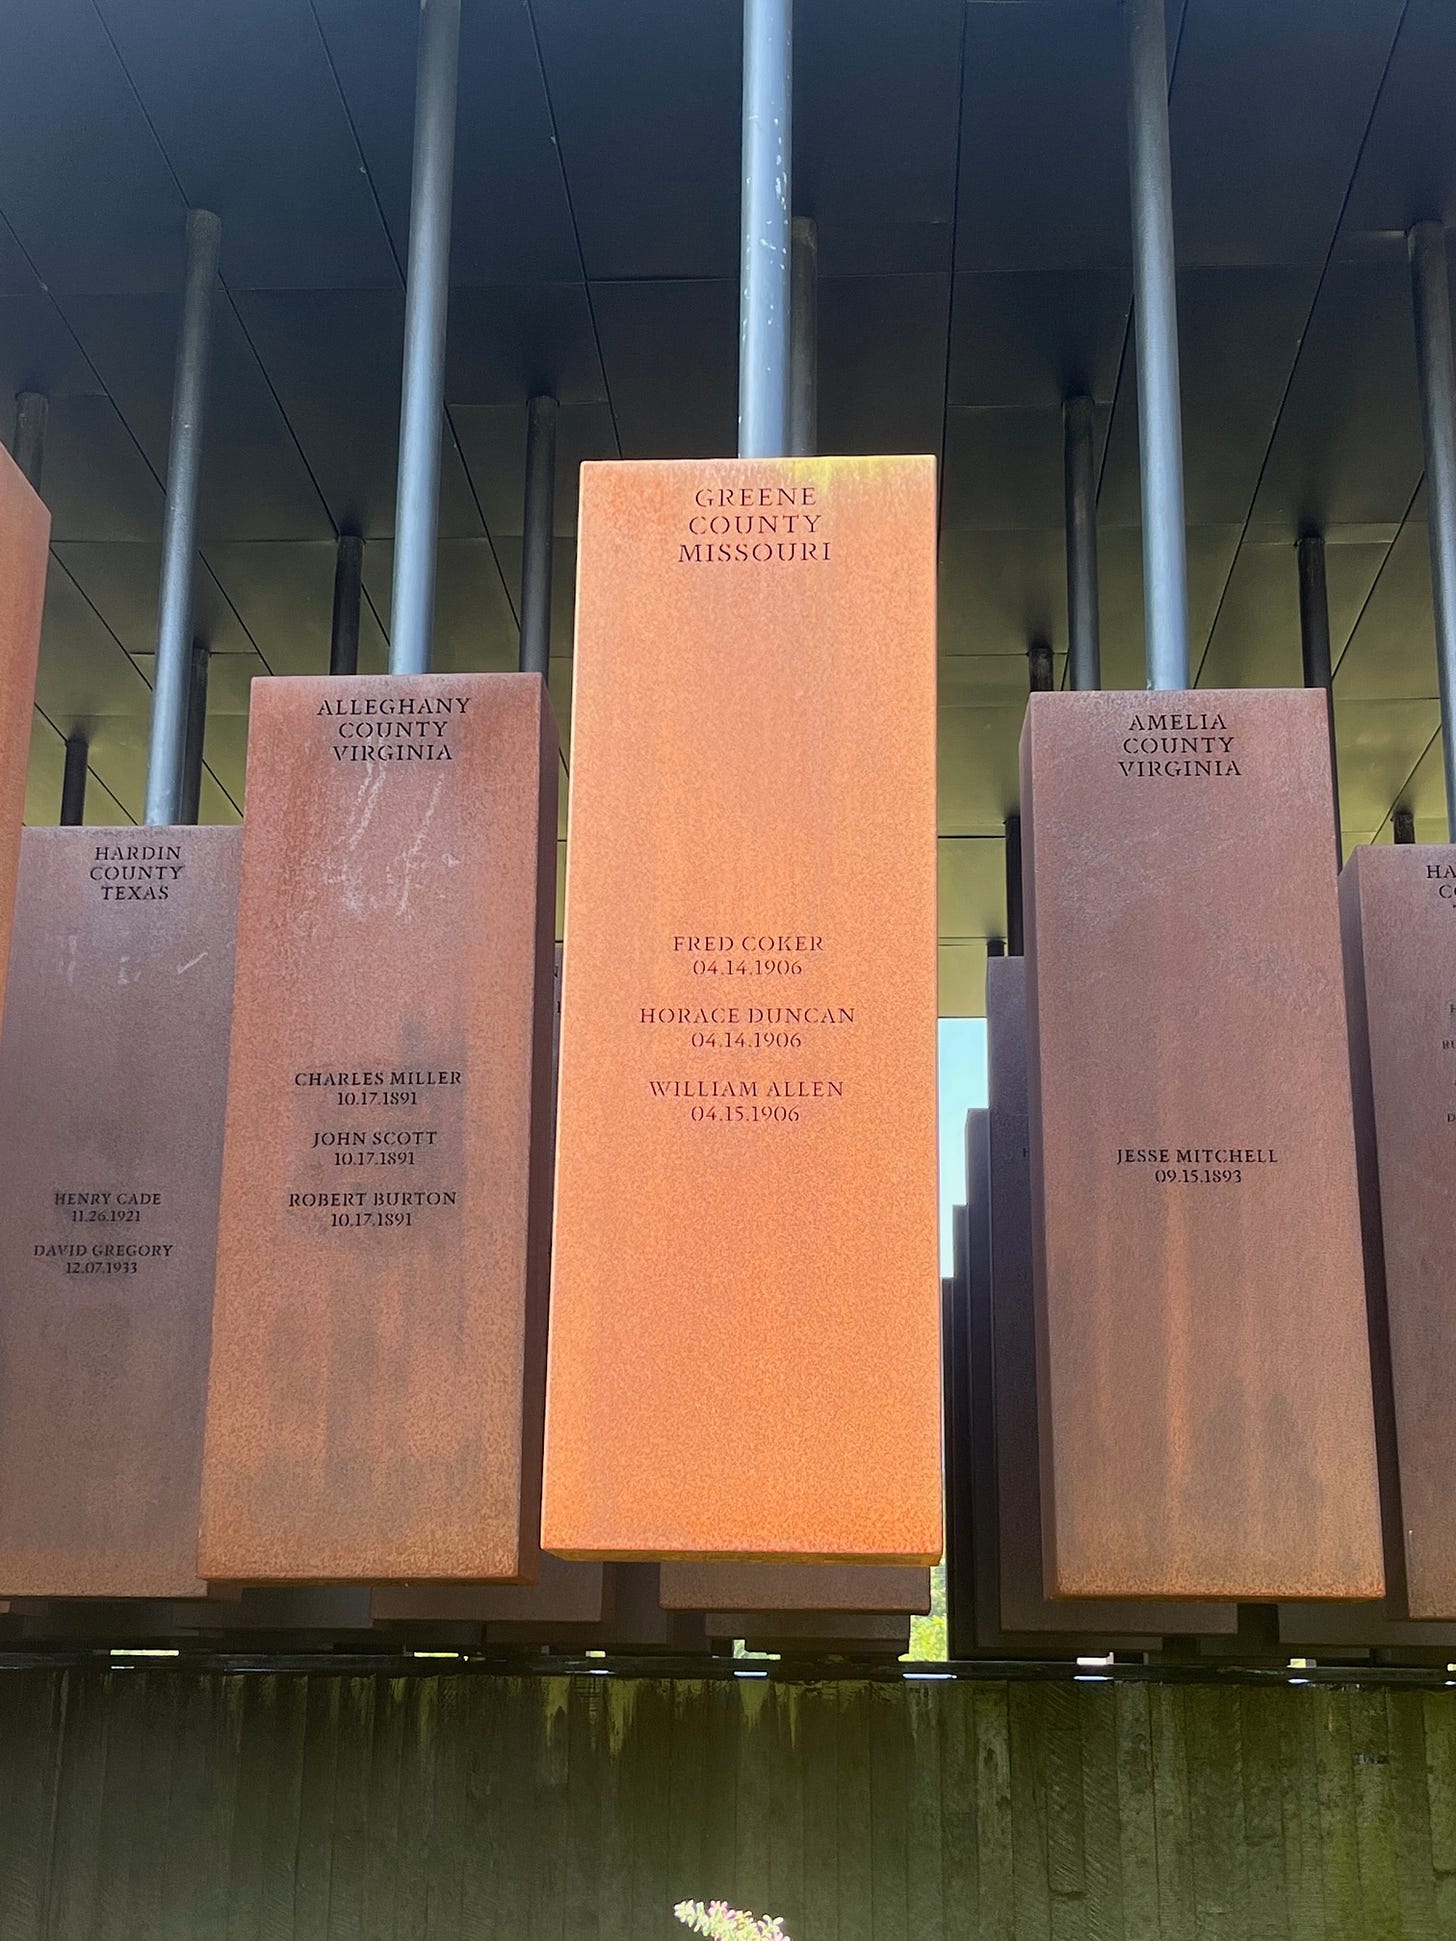 GREENE
COUNTY
MISSOURI
FRED COKER
04.14.1906
HORACE DUNCAN
04.14.1906
WILLIAM ALLEN
04.15.1906
ALLEGHANY
COUNTY
VIRGINIA
CHARLES MILLER
10.17.1891
JOHN SCOTT
10.17.1891
ROBERT BURTON
10.17.1891
AMELIA
COUNTY
VIRGINIA
JESSE MITCHELL
09.15.1893
HARDIN
COUNTY
TEXAS
HENRY CADE
11.26.1921
DAVID GREGORY
12.07.1933